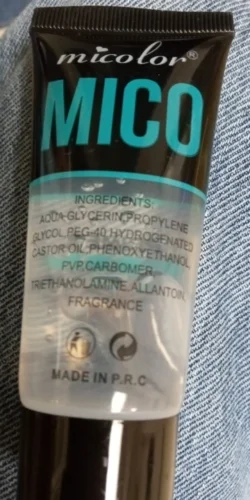 micolor®
MICO
INGREDIENTS:
AQUA,GLYCERIN,PROPYLENE
GLYCOL,PEG-40 HYDROGENATED
CASTOR OIL,PHENOXYETHANOL,
PVP,CARBOMER,
TRIETHANOLAMINE,ALLANTOIN,
FRAGRANCE
MADE IN P.R.C